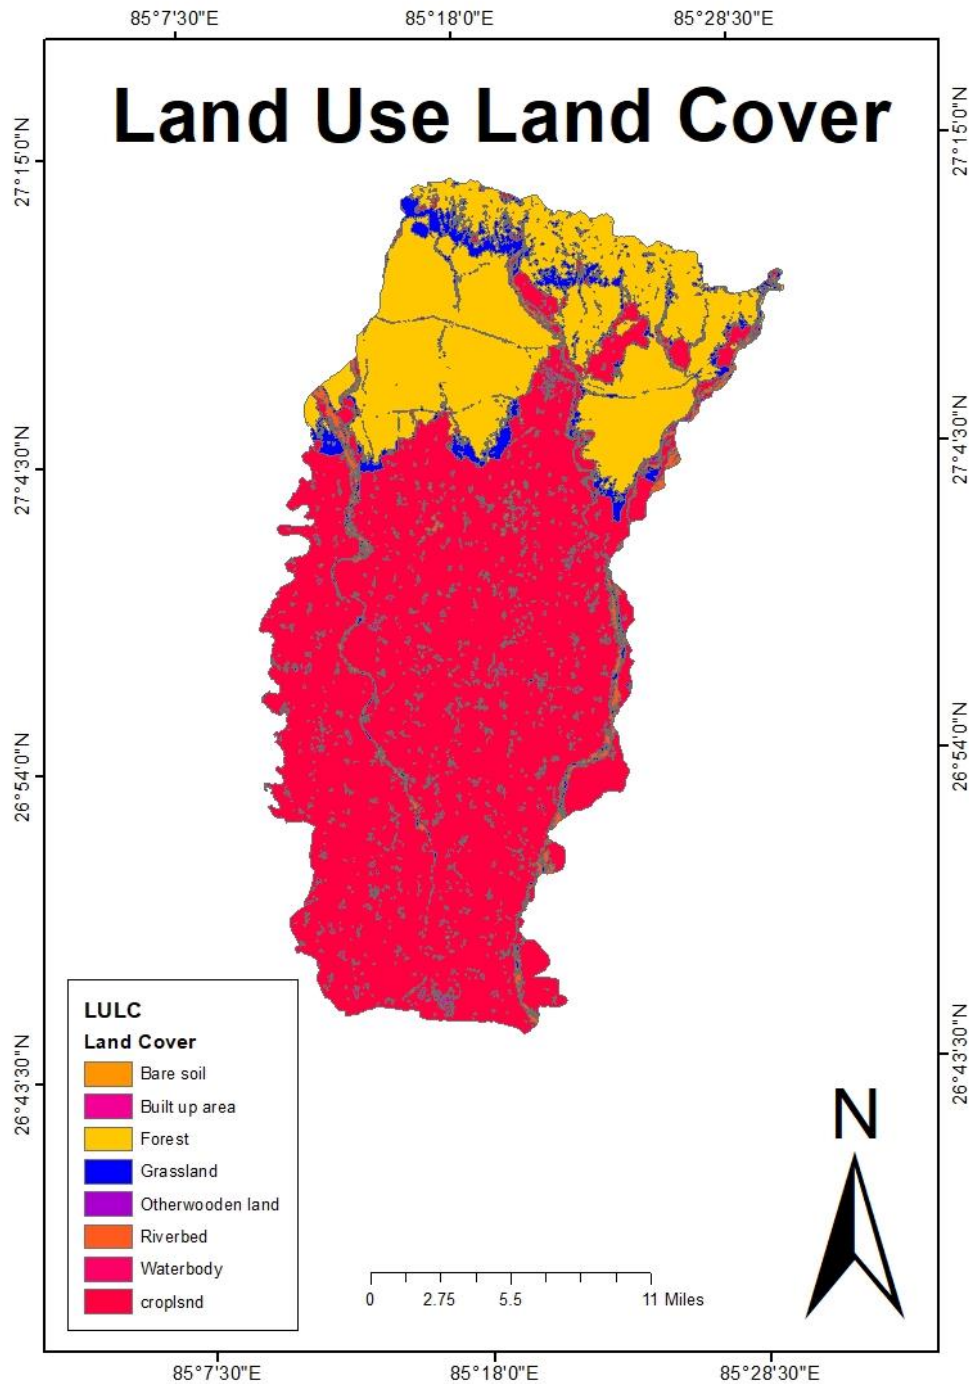 85°7'30"E 85°18'0"E 85°28'30"E
Land Use Land Cover
27°15'0"N
27°15'0"N
27°4'30"N
27°4'30"N
26°54'0"N
26°54'0"N
26°43'30"N
26°43'30"N
LULC
Land Cover
Bare soil
Built up area
Forest
Grassland
Otherwooden land
Riverbed
Waterbody
croplsnd
N
0 2.75 5.5 11 Miles
85°7'30"E 85°18'0"E 85°28'30"E